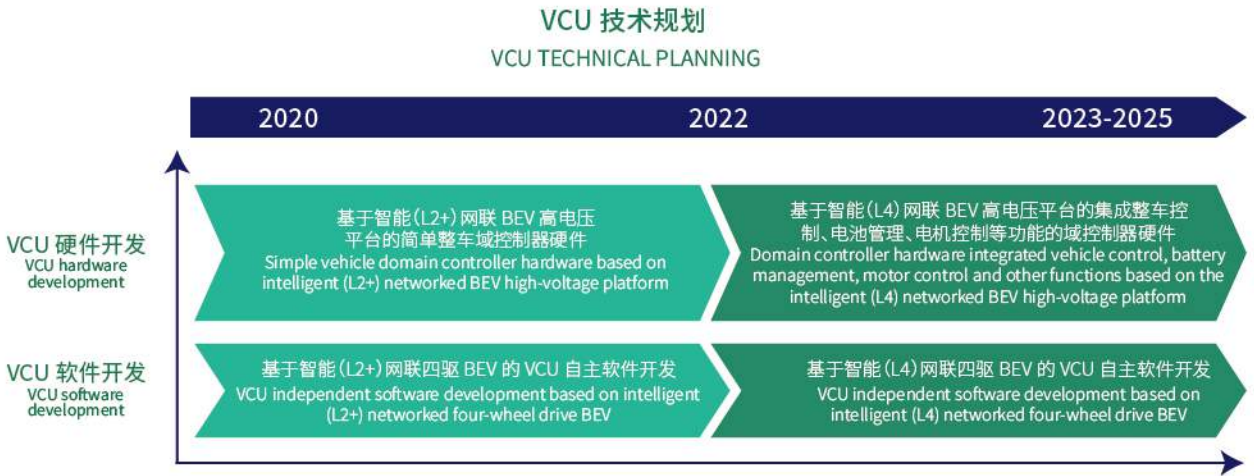 VCU 技术规划
VCU TECHNICAL PLANNING
2020
2022
2023-2025
VCU 硬件开发
VCU hardware
development
基于智能(L2+)网联 BEV 高电压
平台的简单整车域控制器硬件
Simple vehicle domain controller hardware based on
intelligent (L2+) networked BEV high-voltage platform
基于智能(L4)网联 BEV 高电压平台的集成整车控
制、电池管理、电机控制等功能的域控制器硬件
Domain controller hardware integrated vehicle control, battery
management, motor control and other functions based on the
intelligent (L4) networked BEV high-voltage platform
VCU 软件开发
VCU software
development
基于智能(L2+)网联四驱 BEV 的 VCU 自主软件开发
VCU independent software development based on intelligent
(L2+) networked four-wheel drive BEV
基于智能(L4)网联四驱 BEV 的 VCU 自主软件开发
VCU independent software development based on
intelligent (L4) networked four-wheel drive BEV